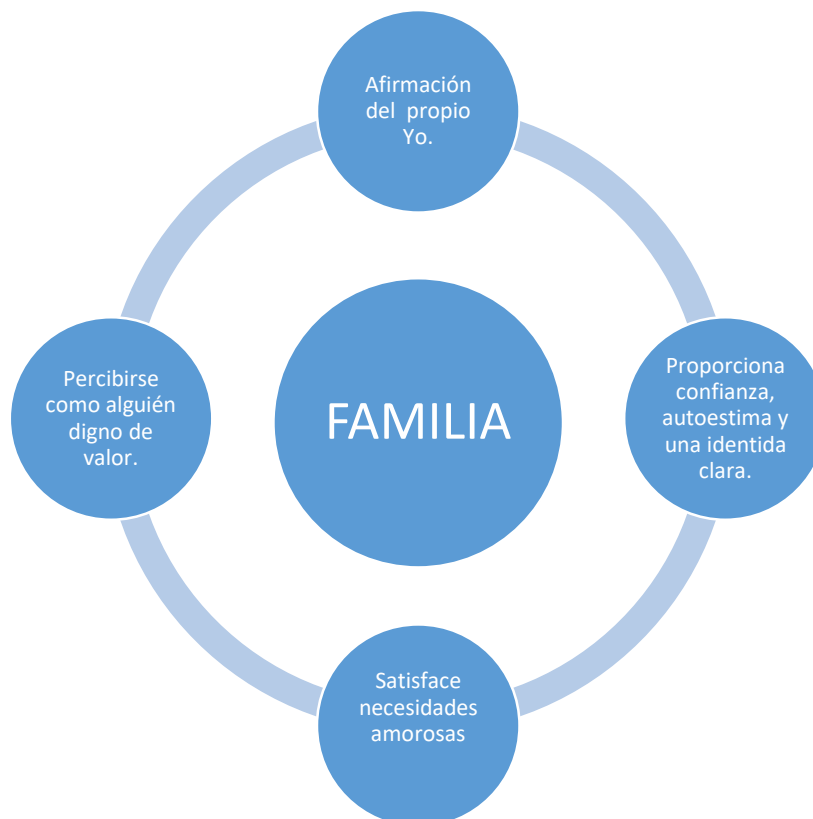 Afirmación
del propio
Yo.
Percibirse
como alguién
digno de
valor.
FAMILIA
Proporciona
confianza,
autoestima y
una identida
clara.
Satisface
necesidades
amorosas